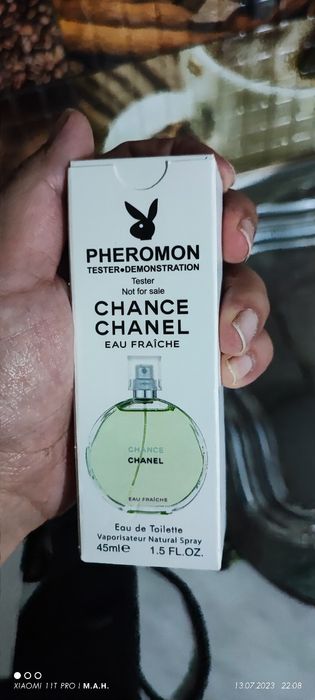 PHEROMON
TESTER●DEMONSTRATION
Tester
Not for sale
CHANCE
CHANEL
EAU FRAÎCHE
CHANCE
CHANEL
EAU FRAÎCHE
Eau de Toilette
Vaporisateur Natural Spray
45ml℮ 1.5 FL.OZ.
XIAOMI 11T PRO | M.A.H. 13.07.2023 22:08